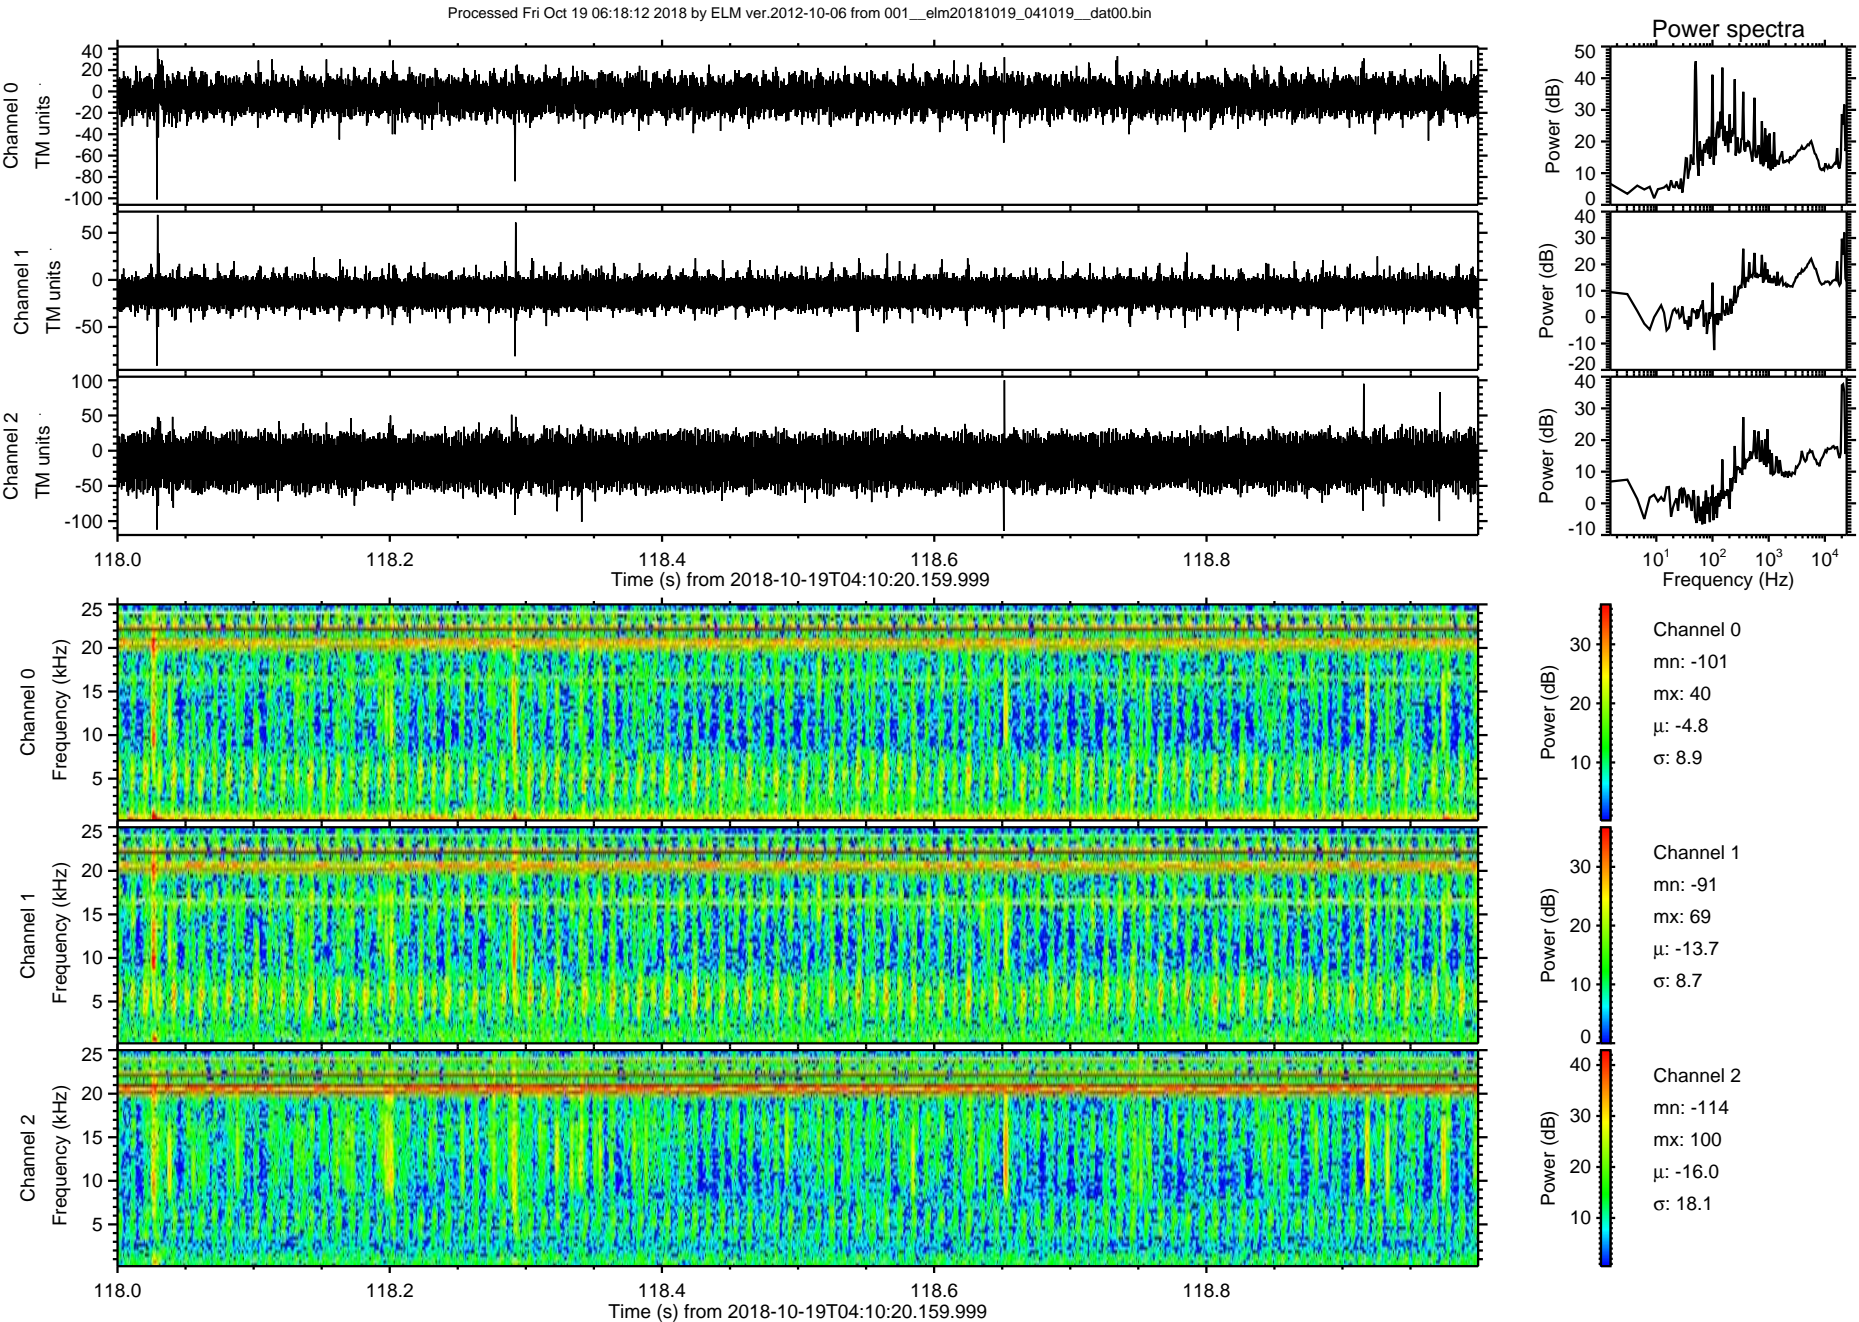 Processed Fri Oct 19 06:18:12 2018 by ELM ver.2012-10-06 from 001__elm20181019_041019__dat00.bin
Power spectra
Channel 0
TM units
40
20
0
-20
-40
-60
-80
-100
Power (dB)
50
40
30
20
10
0
Channel 1
TM units
50
0
-50
Power (dB)
40
30
20
10
0
-10
-20
Channel 2
TM units
100
50
0
-50
-100
Power (dB)
40
30
20
10
0
-10
118.0 118.2 118.4 118.6 118.8
Time (s) from 2018-10-19T04:10:20.159.999
10^1 10^2 10^3 10^4
Frequency (Hz)
Channel 0
Frequency (kHz)
25
20
15
10
5
Power (dB)
30
20
10
Channel 0
mn: -101
mx: 40
μ: -4.8
σ: 8.9
Channel 1
Frequency (kHz)
25
20
15
10
5
Power (dB)
30
20
10
0
Channel 1
mn: -91
mx: 69
μ: -13.7
σ: 8.7
Channel 2
Frequency (kHz)
25
20
15
10
5
Power (dB)
40
30
20
10
Channel 2
mn: -114
mx: 100
μ: -16.0
σ: 18.1
118.0 118.2 118.4 118.6 118.8
Time (s) from 2018-10-19T04:10:20.159.999